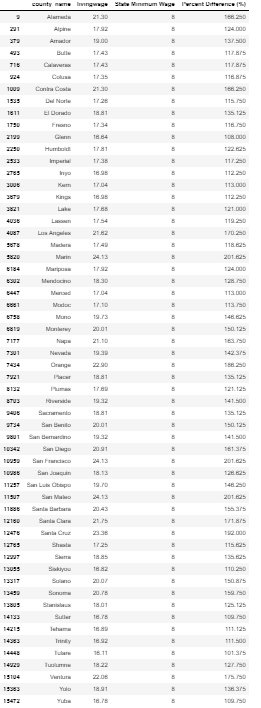 county_name livingwage State Minimum Wage Percent Difference (%)
9 Alameda 21.30 8 166.250
291 Alpine 17.92 8 124.000
379 Amador 19.00 8 137.500
493 Butte 17.43 8 117.875
716 Calaveras 17.43 8 117.875
924 Colusa 17.35 8 116.875
1009 Contra Costa 21.30 8 166.250
1535 Del Norte 17.26 8 115.750
1611 El Dorado 18.81 8 135.125
1759 Fresno 17.34 8 116.750
2199 Glenn 16.64 8 108.000
2259 Humboldt 17.81 8 122.625
2533 Imperial 17.38 8 117.250
2765 Inyo 16.98 8 112.250
3006 Kern 17.04 8 113.000
3679 Kings 16.98 8 112.250
3821 Lake 17.68 8 121.000
4036 Lassen 17.54 8 119.250
4087 Los Angeles 21.62 8 170.250
5678 Madera 17.49 8 118.625
5820 Marin 24.13 8 201.625
6184 Mariposa 17.92 8 124.000
6302 Mendocino 18.30 8 128.750
6447 Merced 17.04 8 113.000
6661 Modoc 17.10 8 113.750
6758 Mono 19.73 8 146.625
6819 Monterey 20.01 8 150.125
7177 Napa 21.10 8 163.750
7301 Nevada 19.39 8 142.375
7434 Orange 22.90 8 186.250
7921 Placer 18.81 8 135.125
8132 Plumas 17.69 8 121.125
8703 Riverside 19.32 8 141.500
9406 Sacramento 18.81 8 135.125
9734 San Benito 20.01 8 150.125
9801 San Bernardino 19.32 8 141.500
10342 San Diego 20.91 8 161.375
10959 San Francisco 24.13 8 201.625
10986 San Joaquin 18.13 8 126.625
11257 San Luis Obispo 19.70 8 146.250
11507 San Mateo 24.13 8 201.625
11886 Santa Barbara 20.43 8 155.375
12160 Santa Clara 21.75 8 171.875
12476 Santa Cruz 23.36 8 192.000
12765 Shasta 17.25 8 115.625
12997 Sierra 18.85 8 135.625
13055 Siskiyou 16.82 8 110.250
13317 Solano 20.07 8 150.875
13459 Sonoma 20.78 8 159.750
13805 Stanislaus 18.01 8 125.125
14133 Sutter 16.78 8 109.750
14215 Tehama 16.89 8 111.125
14363 Trinity 16.92 8 111.500
14448 Tulare 16.11 8 101.375
14929 Tuolumne 18.22 8 127.750
15104 Ventura 22.06 8 175.750
15363 Yolo 18.91 8 136.375
15472 Yuba 16.78 8 109.750